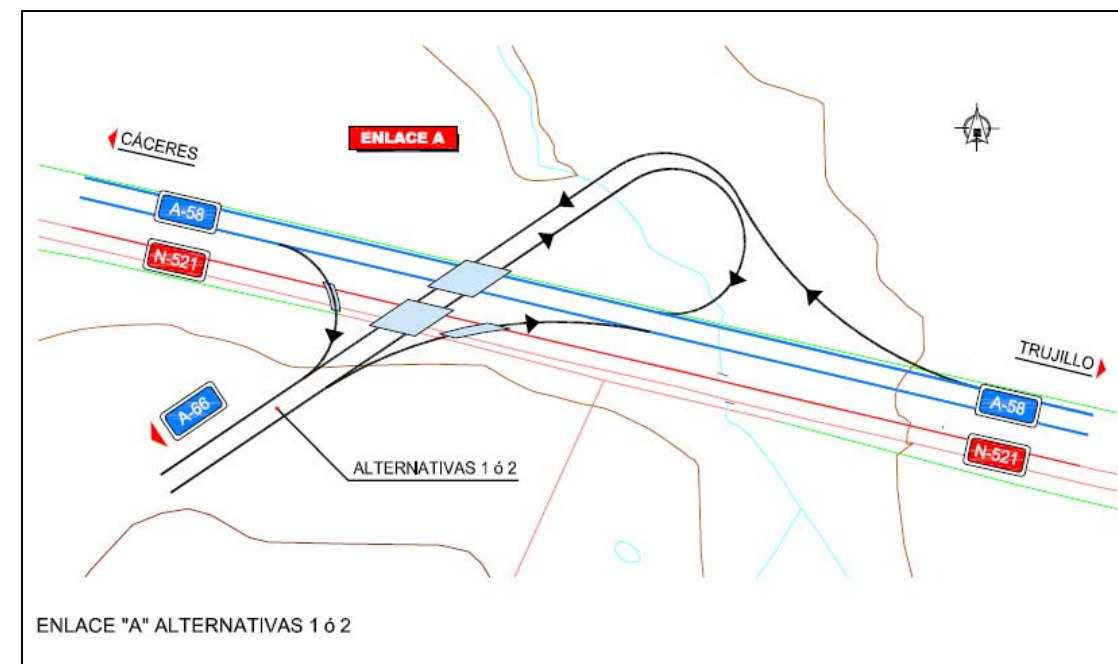 CÁCERES
ENLACE A
A-58
N-521
TRUJILLO
A-58
A-66
N-521
ALTERNATIVAS 1 ó 2
ENLACE "A" ALTERNATIVAS 1 ó 2